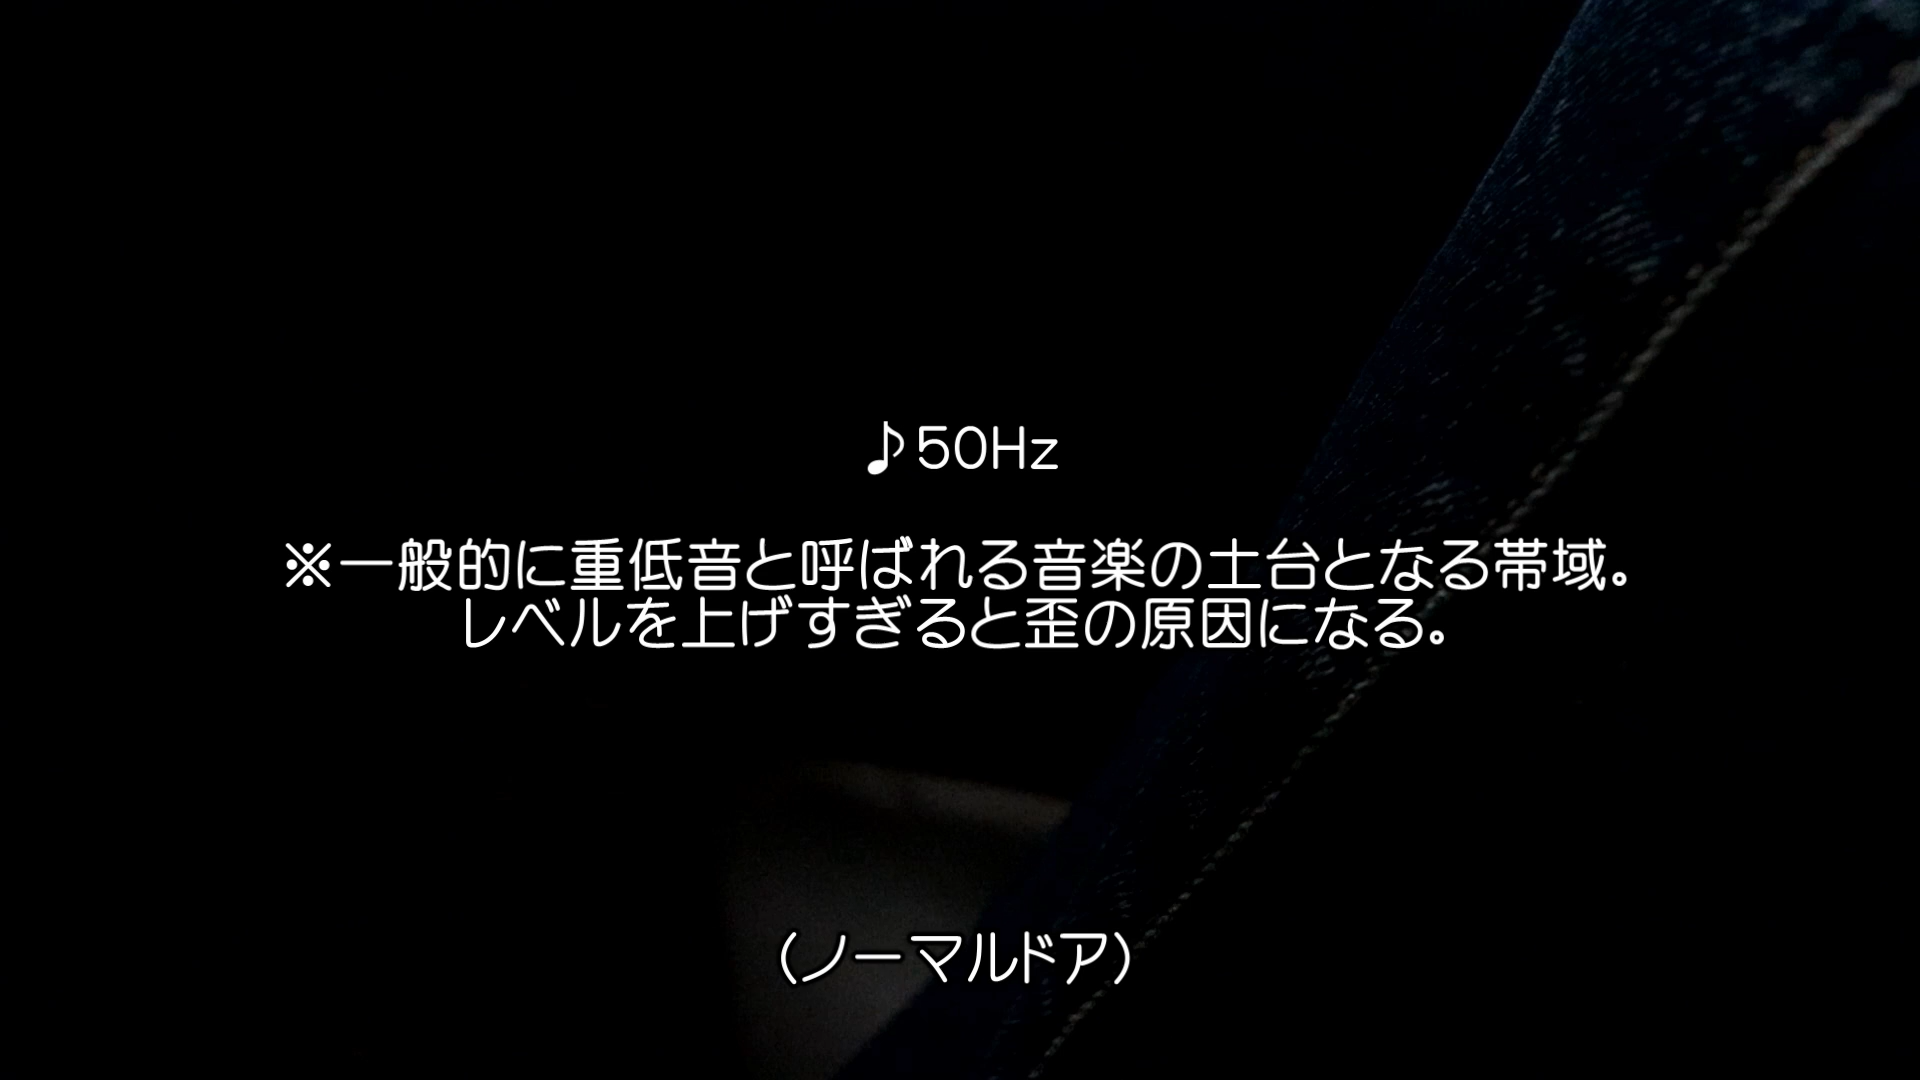 ♪50Hz
※一般的に重低音と呼ばれる音楽の土台となる帯域。
レベルを上げすぎると歪の原因になる。
(ノーマルドア)